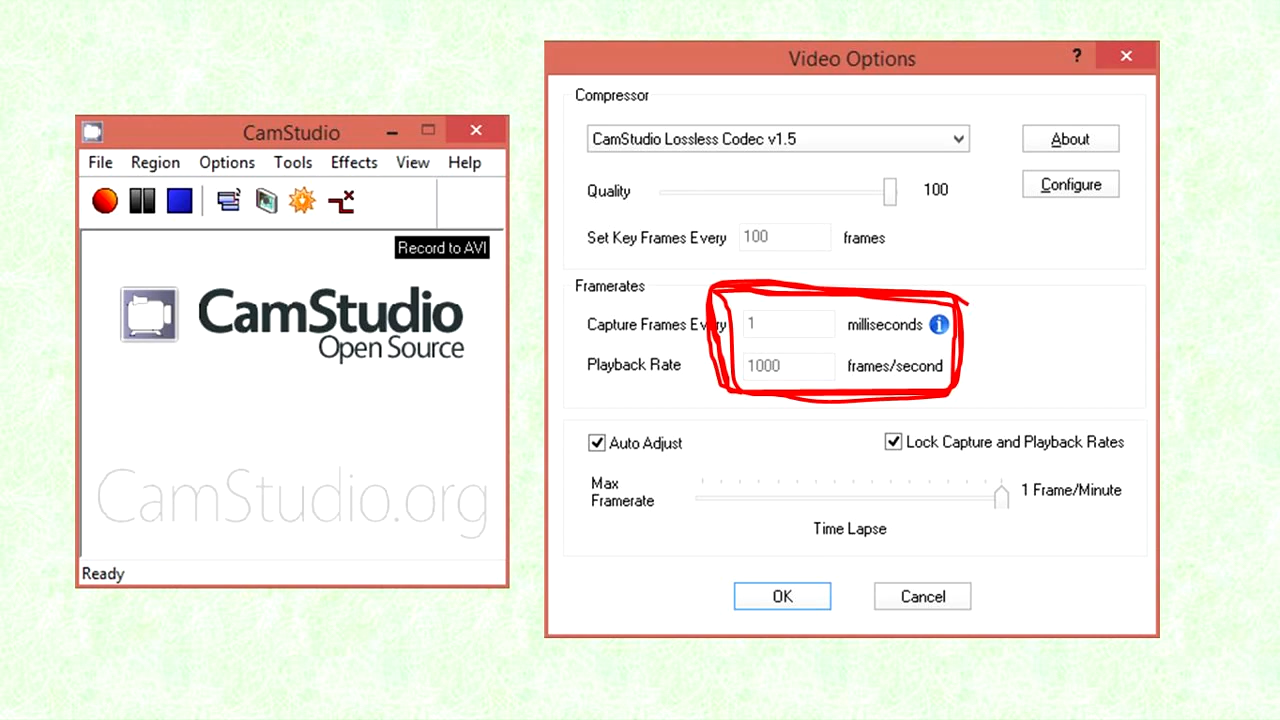 CamStudio
File Region Options Tools Effects View Help
Record to AVI
CamStudio
Open Source
CamStudio.org
Ready
Video Options ?
Compressor
CamStudio Lossless Codec v1.5 About
Quality 100 Configure
Set Key Frames Every 100 frames
Framerates
Capture Frames Every 1 milliseconds i
Playback Rate 1000 frames/second
Auto Adjust Lock Capture and Playback Rates
Max
Framerate
1 Frame/Minute
Time Lapse
OK Cancel